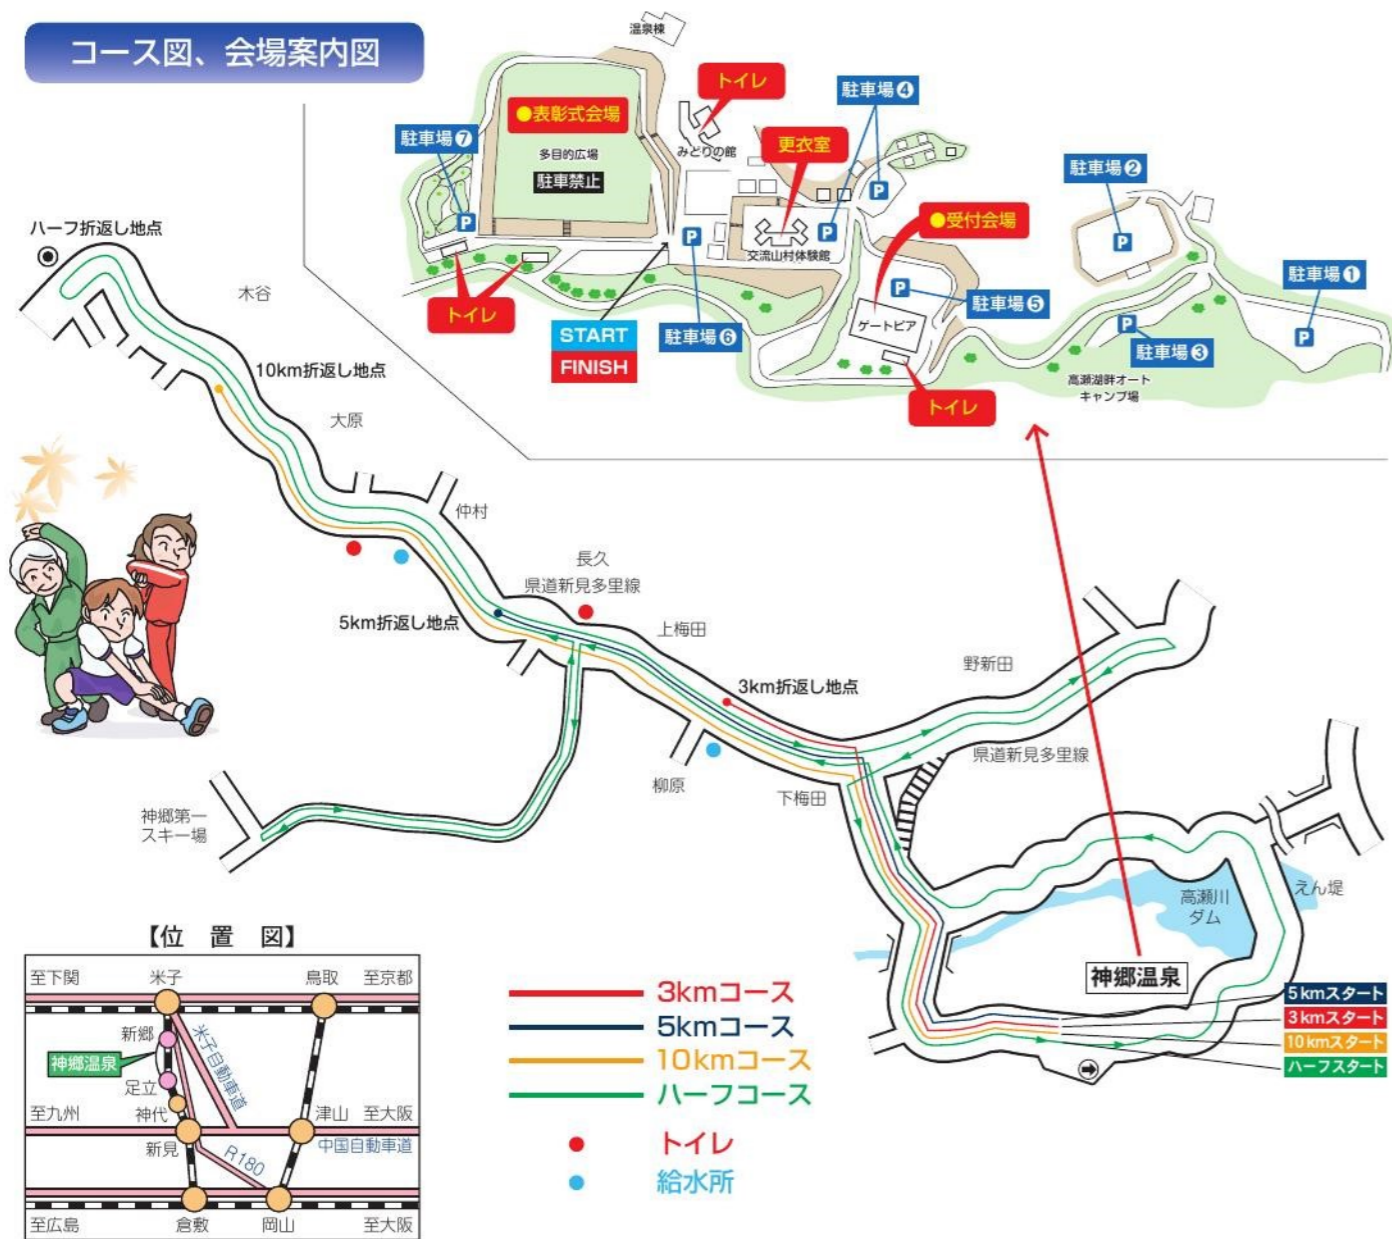 コース図、会場案内図
温泉棟
トイレ
駐車場❹
●表彰式会場
駐車場❼
多目的広場
駐車禁止
みどりの館
更衣室
駐車場❷
P
P
P
P
P
●受付会場
交流山村体験館
駐車場❶
トイレ
P
駐車場❺
ゲートピア
START
FINISH
駐車場❻
P
P
駐車場❸
高瀬湖畔オート
キャンプ場
トイレ
ハーフ折返し地点
木谷
10km折返し地点
大原
仲村
長久
県道新見多里線
5km折返し地点
上梅田
3km折返し地点
野新田
県道新見多里線
柳原
下梅田
神郷第一
スキー場
高瀬川
ダム
えん堤
神郷温泉
5kmスタート
3kmスタート
10kmスタート
ハーフスタート
【位 置 図】
至下関
米子
鳥取
至京都
新郷
神郷温泉
足立
米子自動車道
至九州
神代
津山
至大阪
新見
中国自動車道
R180
至広島
倉敷
岡山
至大阪
3kmコース
5kmコース
10kmコース
ハーフコース
トイレ
給水所